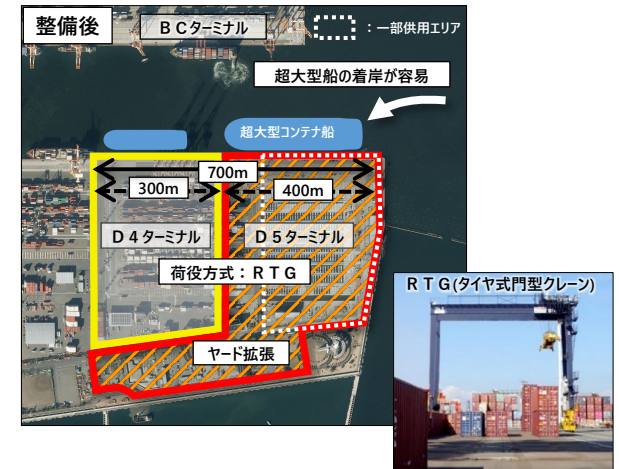 整備後
ＢＣターミナル
：一部供用エリア
超大型船の着岸が容易
超大型コンテナ船
700m
300m
400m
Ｄ４ターミナル
Ｄ５ターミナル
荷役方式：ＲＴＧ
ヤード拡張
ＲＴＧ(タイヤ式門型クレーン)